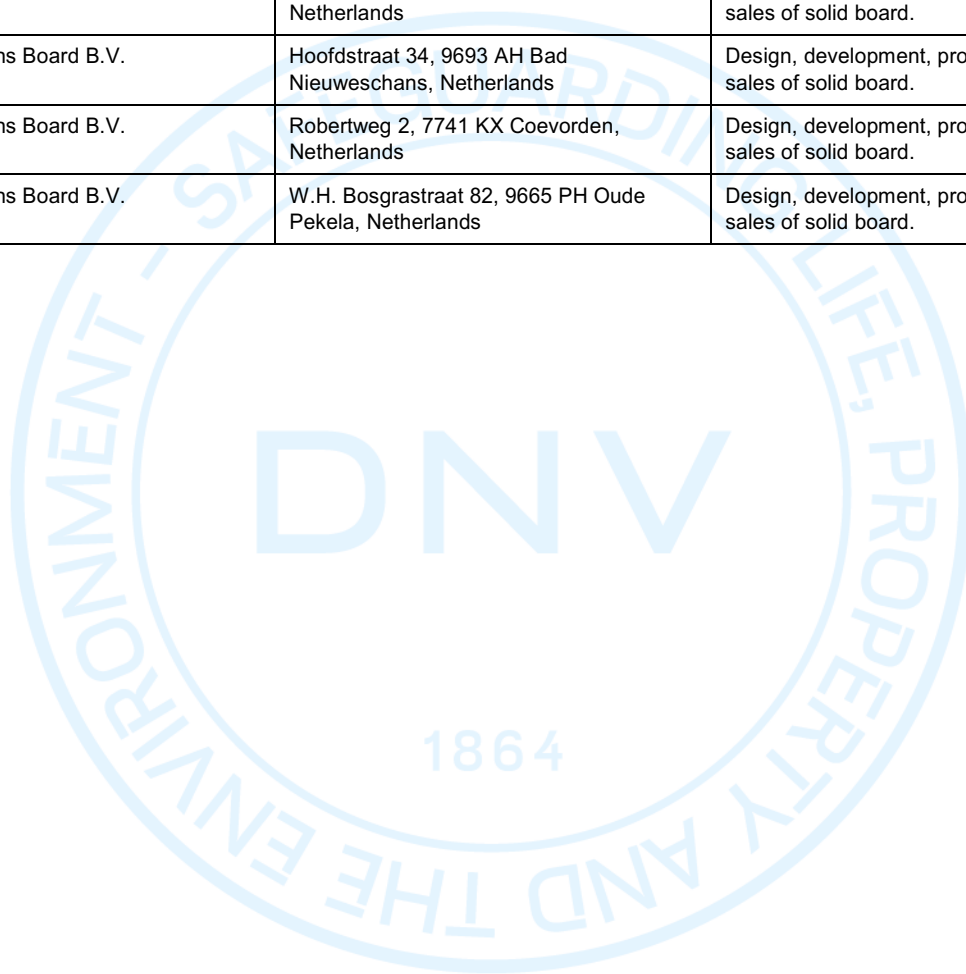 Netherlands
sales of solid board.
ns Board B.V.
Hoofdstraat 34, 9693 AH Bad
Nieuweschans, Netherlands
Design, development, pro
sales of solid board.
ns Board B.V.
Robertweg 2, 7741 KX Coevorden,
Netherlands
Design, development, pro
sales of solid board.
ns Board B.V.
W.H. Bosgrastraat 82, 9665 PH Oude
Pekela, Netherlands
Design, development, pro
sales of solid board.
SAFEGUARDING LIFE, PROPERTY AND THE ENVIRONMENT –
DNV
1864